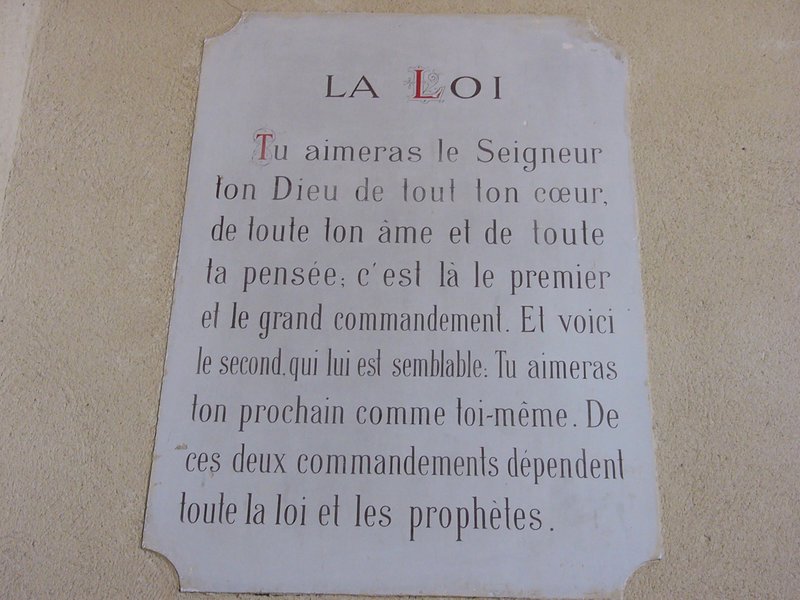 LA LOI
Tu aimeras le Seigneur
ton Dieu de tout ton cœur,
de toute ton âme et de toute
ta pensée; c'est là le premier
et le grand commandement. Et voici
le second, qui lui est semblable: Tu aimeras
ton prochain comme toi-même. De
ces deux commandements dépendent
toute la loi et les prophètes.